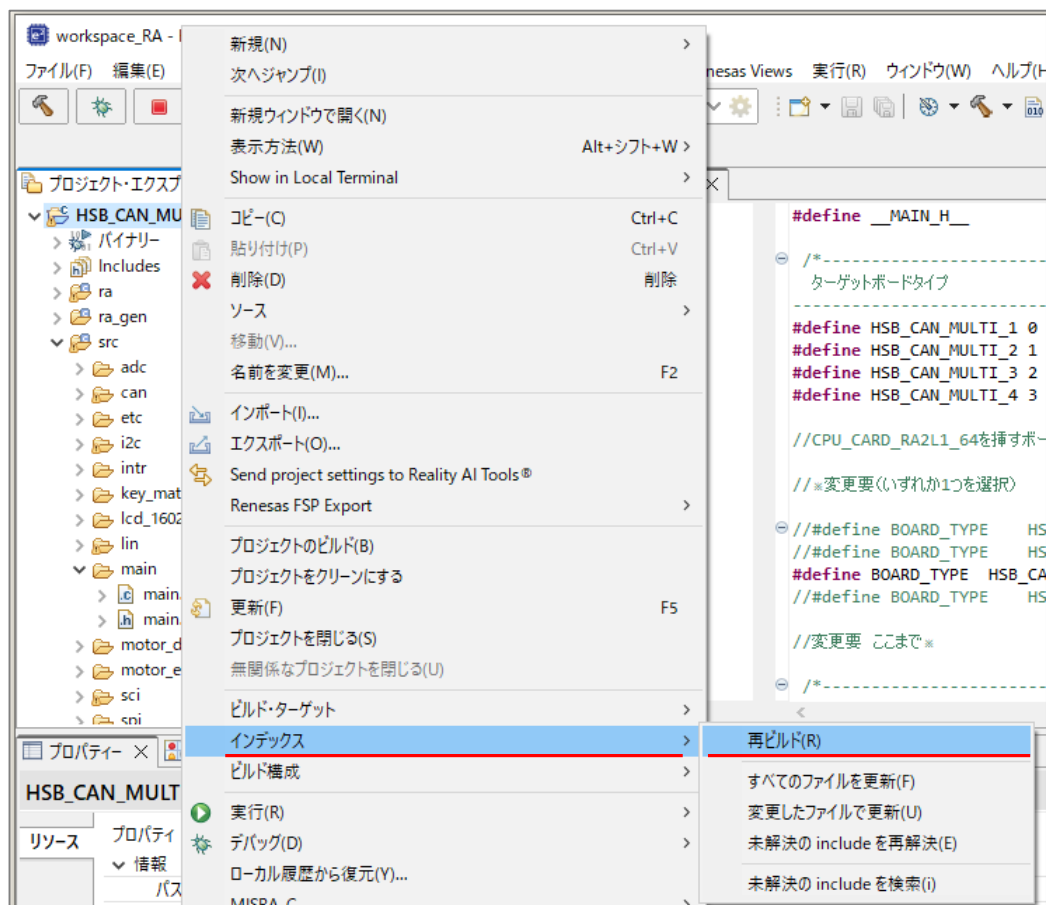 workspace_RA -
ファイル(F) 編集(E)
nesas Views 実行(R) ウィンドウ(W) ヘルプ(H
プロジェクト・エクスプ
HSB_CAN_MU
バイナリー
Includes
ra
ra_gen
src
adc
can
etc
i2c
intr
key_mat
lcd_1602
lin
main
main.
main.
motor_d
motor_e
sci
spi
新規(N)
次へジャンプ(I)
新規ウィンドウで開く(N)
表示方法(W) Alt+シフト+W
Show in Local Terminal
コピー(C) Ctrl+C
貼り付け(P) Ctrl+V
削除(D) 削除
ソース
移動(V)...
名前を変更(M)... F2
インポート(I)...
エクスポート(O)...
Send project settings to Reality AI Tools®
Renesas FSP Export
プロジェクトのビルド(B)
プロジェクトをクリーンにする
更新(F) F5
プロジェクトを閉じる(S)
無関係なプロジェクトを閉じる(U)
ビルド・ターゲット
インデックス
ビルド構成
実行(R)
デバッグ(D)
ローカル履歴から復元(Y)...
MISRA-C
再ビルド(R)
すべてのファイルを更新(F)
変更したファイルで更新(U)
未解決の include を再解決(E)
未解決の include を検索(i)
#define __MAIN_H__
/*-----------------------
ターゲットボードタイプ
-------------------------
#define HSB_CAN_MULTI_1 0
#define HSB_CAN_MULTI_2 1
#define HSB_CAN_MULTI_3 2
#define HSB_CAN_MULTI_4 3
//CPU_CARD_RA2L1_64を挿すボー
//※変更要(いずれか1つを選択)
//#define BOARD_TYPE HS
//#define BOARD_TYPE HS
#define BOARD_TYPE HSB_CA
//#define BOARD_TYPE HS
//変更要 ここまで※
/*-----------------------
プロパティー
HSB_CAN_MULT
リソース
プロパティ
情報
パス